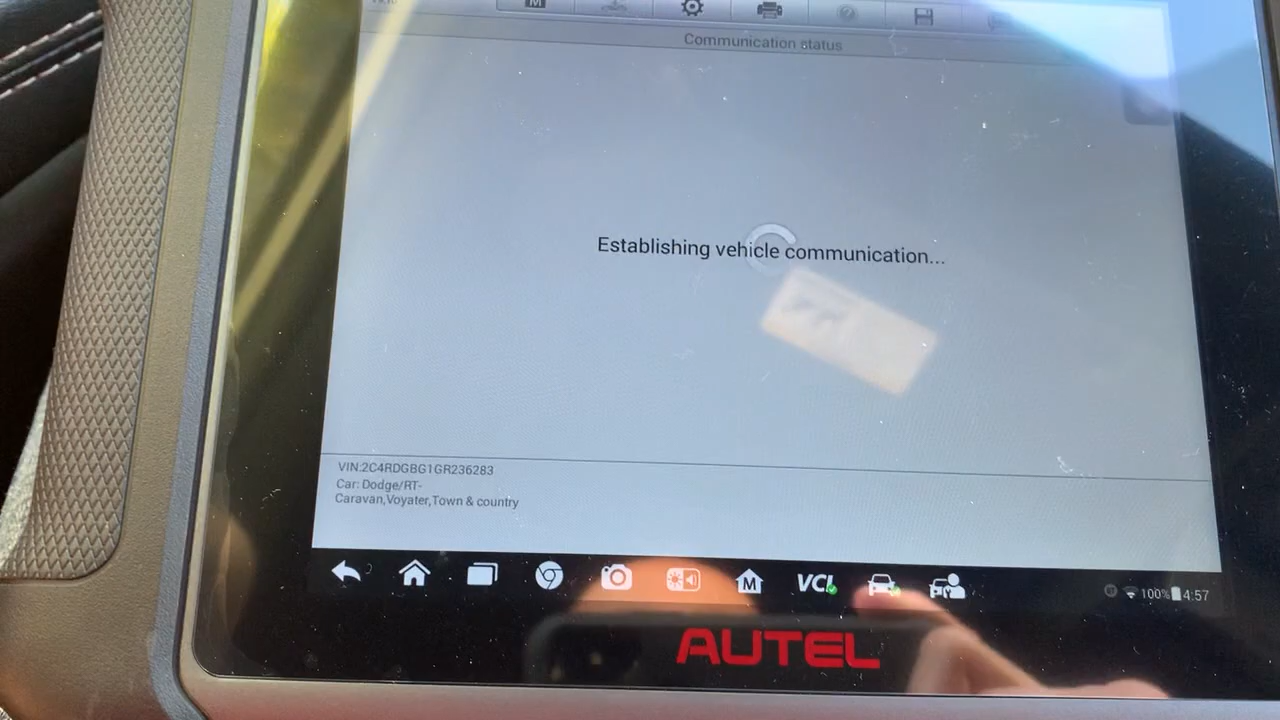 M
Communication status
Establishing vehicle communication...
VIN:2C4RDGBG1GR236283
Car: Dodge/RT-
Caravan,Voyater,Town & country
M
VCI
100%
4:57
AUTEL